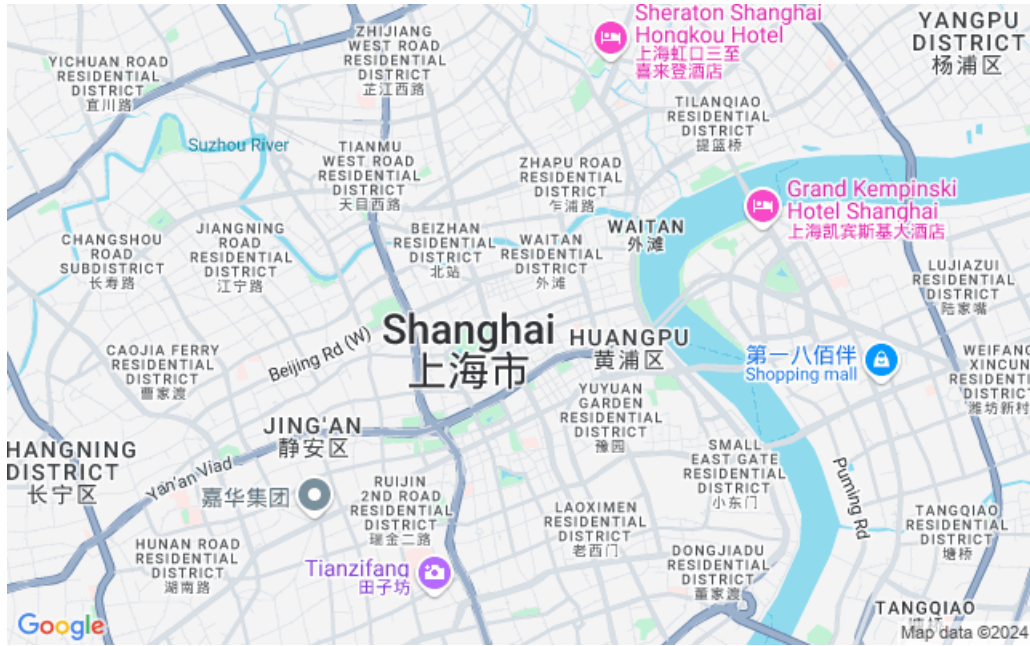 Sheraton Shanghai
Hongkou Hotel
上海虹口三至
喜来登酒店
YANGPU
DISTRICT
杨浦区
ZHIJIANG
WEST ROAD
RESIDENTIAL
DISTRICT
芷江西路
YICHUAN ROAD
RESIDENTIAL
DISTRICT
宜川路
TILANQIAO
RESIDENTIAL
DISTRICT
提篮桥
Suzhou River
TIANMU
WEST ROAD
RESIDENTIAL
DISTRICT
天目西路
ZHAPU ROAD
RESIDENTIAL
DISTRICT
乍浦路
Grand Kempinski
Hotel Shanghai
上海凯宾斯基大酒店
CHANGSHOU
ROAD
SUBDISTRICT
长寿路
JIANGNING
ROAD
RESIDENTIAL
DISTRICT
江宁路
BEIZHAN
RESIDENTIAL
DISTRICT
北站
WAITAN
RESIDENTIAL
DISTRICT
外滩
WAITAN
外滩
LUJIAZUI
RESIDENTIAL
DISTRICT
陆家嘴
Shanghai
上海市
HUANGPU
黄浦区
Beijing Rd (W)
CAOJIA FERRY
RESIDENTIAL
DISTRICT
曹家渡
第一八佰伴
Shopping mall
WEIFANG
XINCUN
RESIDENTI
DISTRICT
潍坊新村
YUYUAN
GARDEN
RESIDENTIAL
DISTRICT
豫园
JING'AN
静安区
HANGNING
DISTRICT
长宁区
Yan'an Viad
嘉华集团
RUIJIN
2ND ROAD
RESIDENTIAL
DISTRICT
瑞金二路
SMALL
EAST GATE
RESIDENTIAL
DISTRICT
小东门
Puming Rd
LAOXIMEN
RESIDENTIAL
DISTRICT
老西门
TANGQIAO
RESIDENTIAL
DISTRICT
塘桥
HUNAN ROAD
RESIDENTIAL
DISTRICT
湖南路
Tianzifang
田子坊
DONGJIADU
RESIDENTIAL
DISTRICT
董家渡
TANGQIAO
Google
Map data ©2024